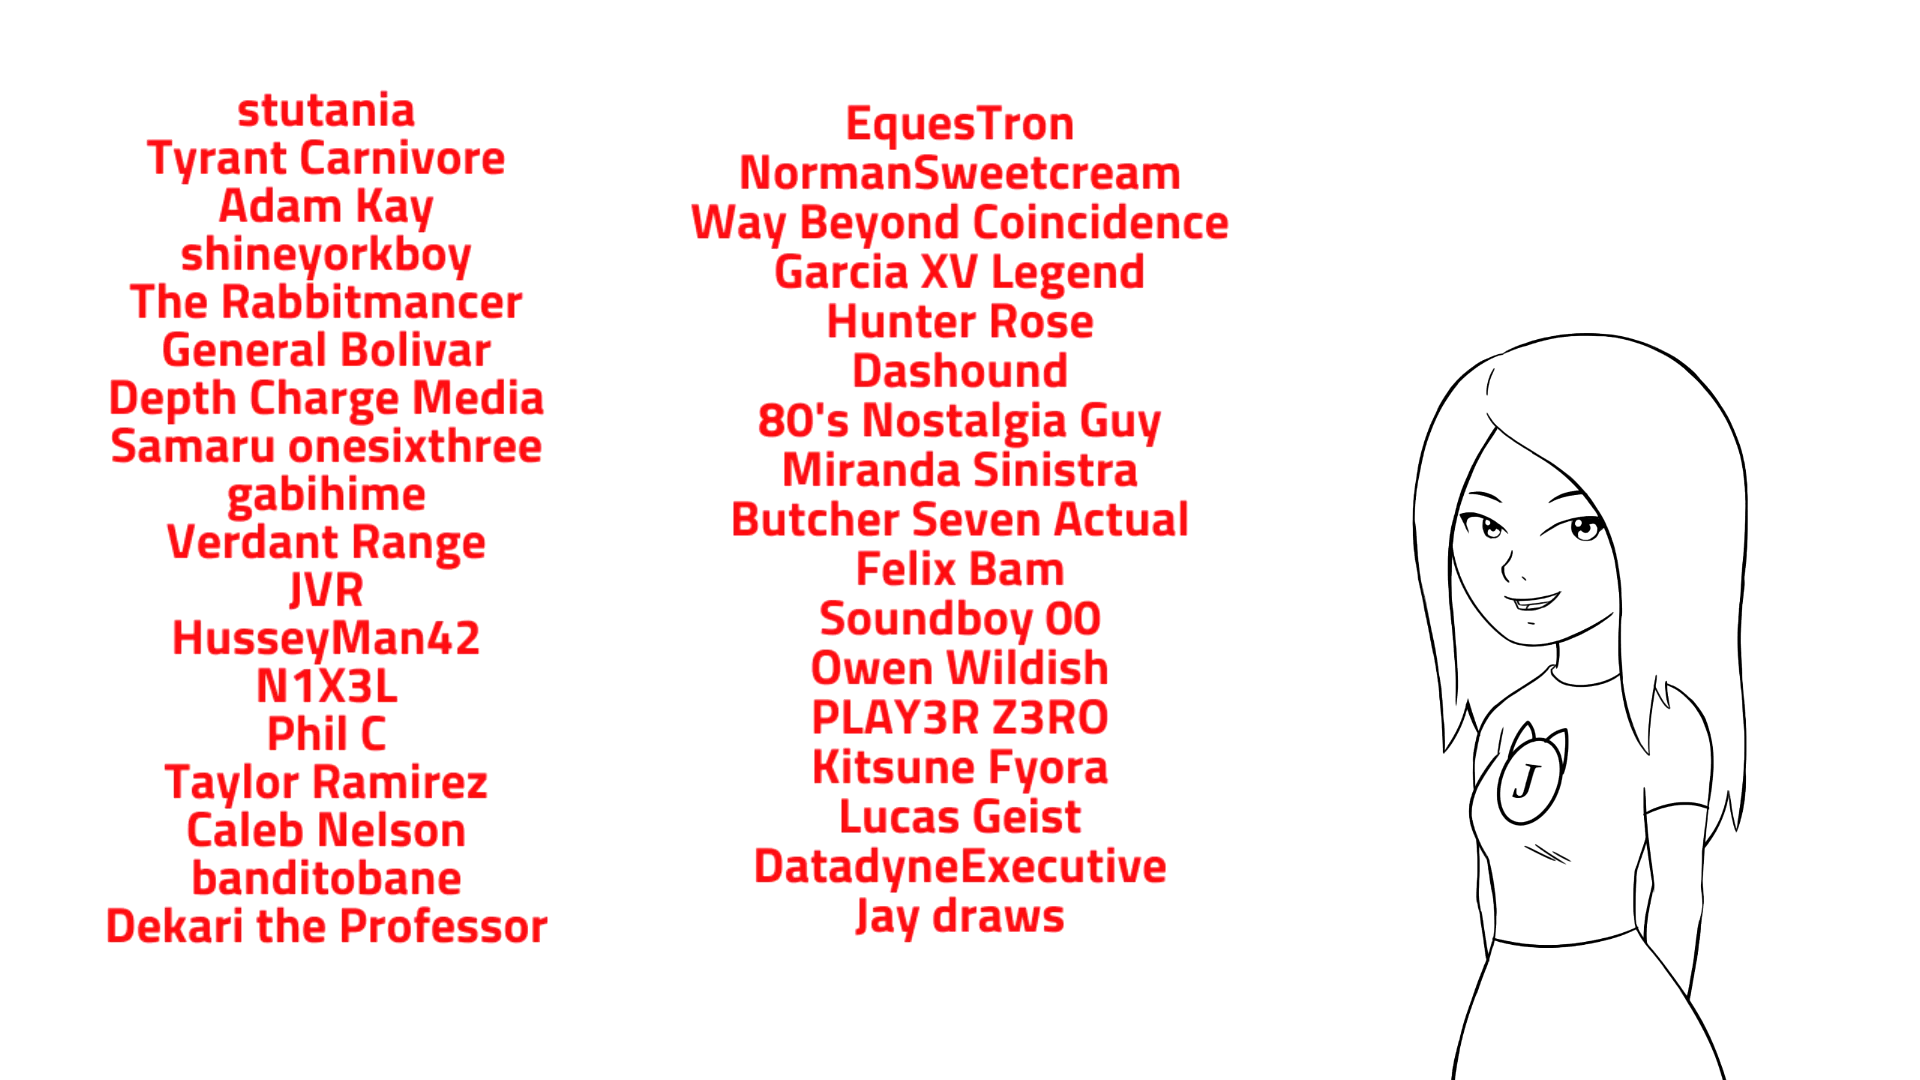 stutania
Tyrant Carnivore
Adam Kay
shineyorkboy
The Rabbitmancer
General Bolivar
Depth Charge Media
Samaru onesixthree
gabihime
Verdant Range
JVR
HusseyMan42
N1X3L
Phil C
Taylor Ramirez
Caleb Nelson
banditobane
Dekari the Professor
EquesTron
NormanSweetcream
Way Beyond Coincidence
Garcia XV Legend
Hunter Rose
Dashound
80's Nostalgia Guy
Miranda Sinistra
Butcher Seven Actual
Felix Bam
Soundboy 00
Owen Wildish
PLAY3R Z3RO
Kitsune Fyora
Lucas Geist
DatadyneExecutive
Jay draws
J